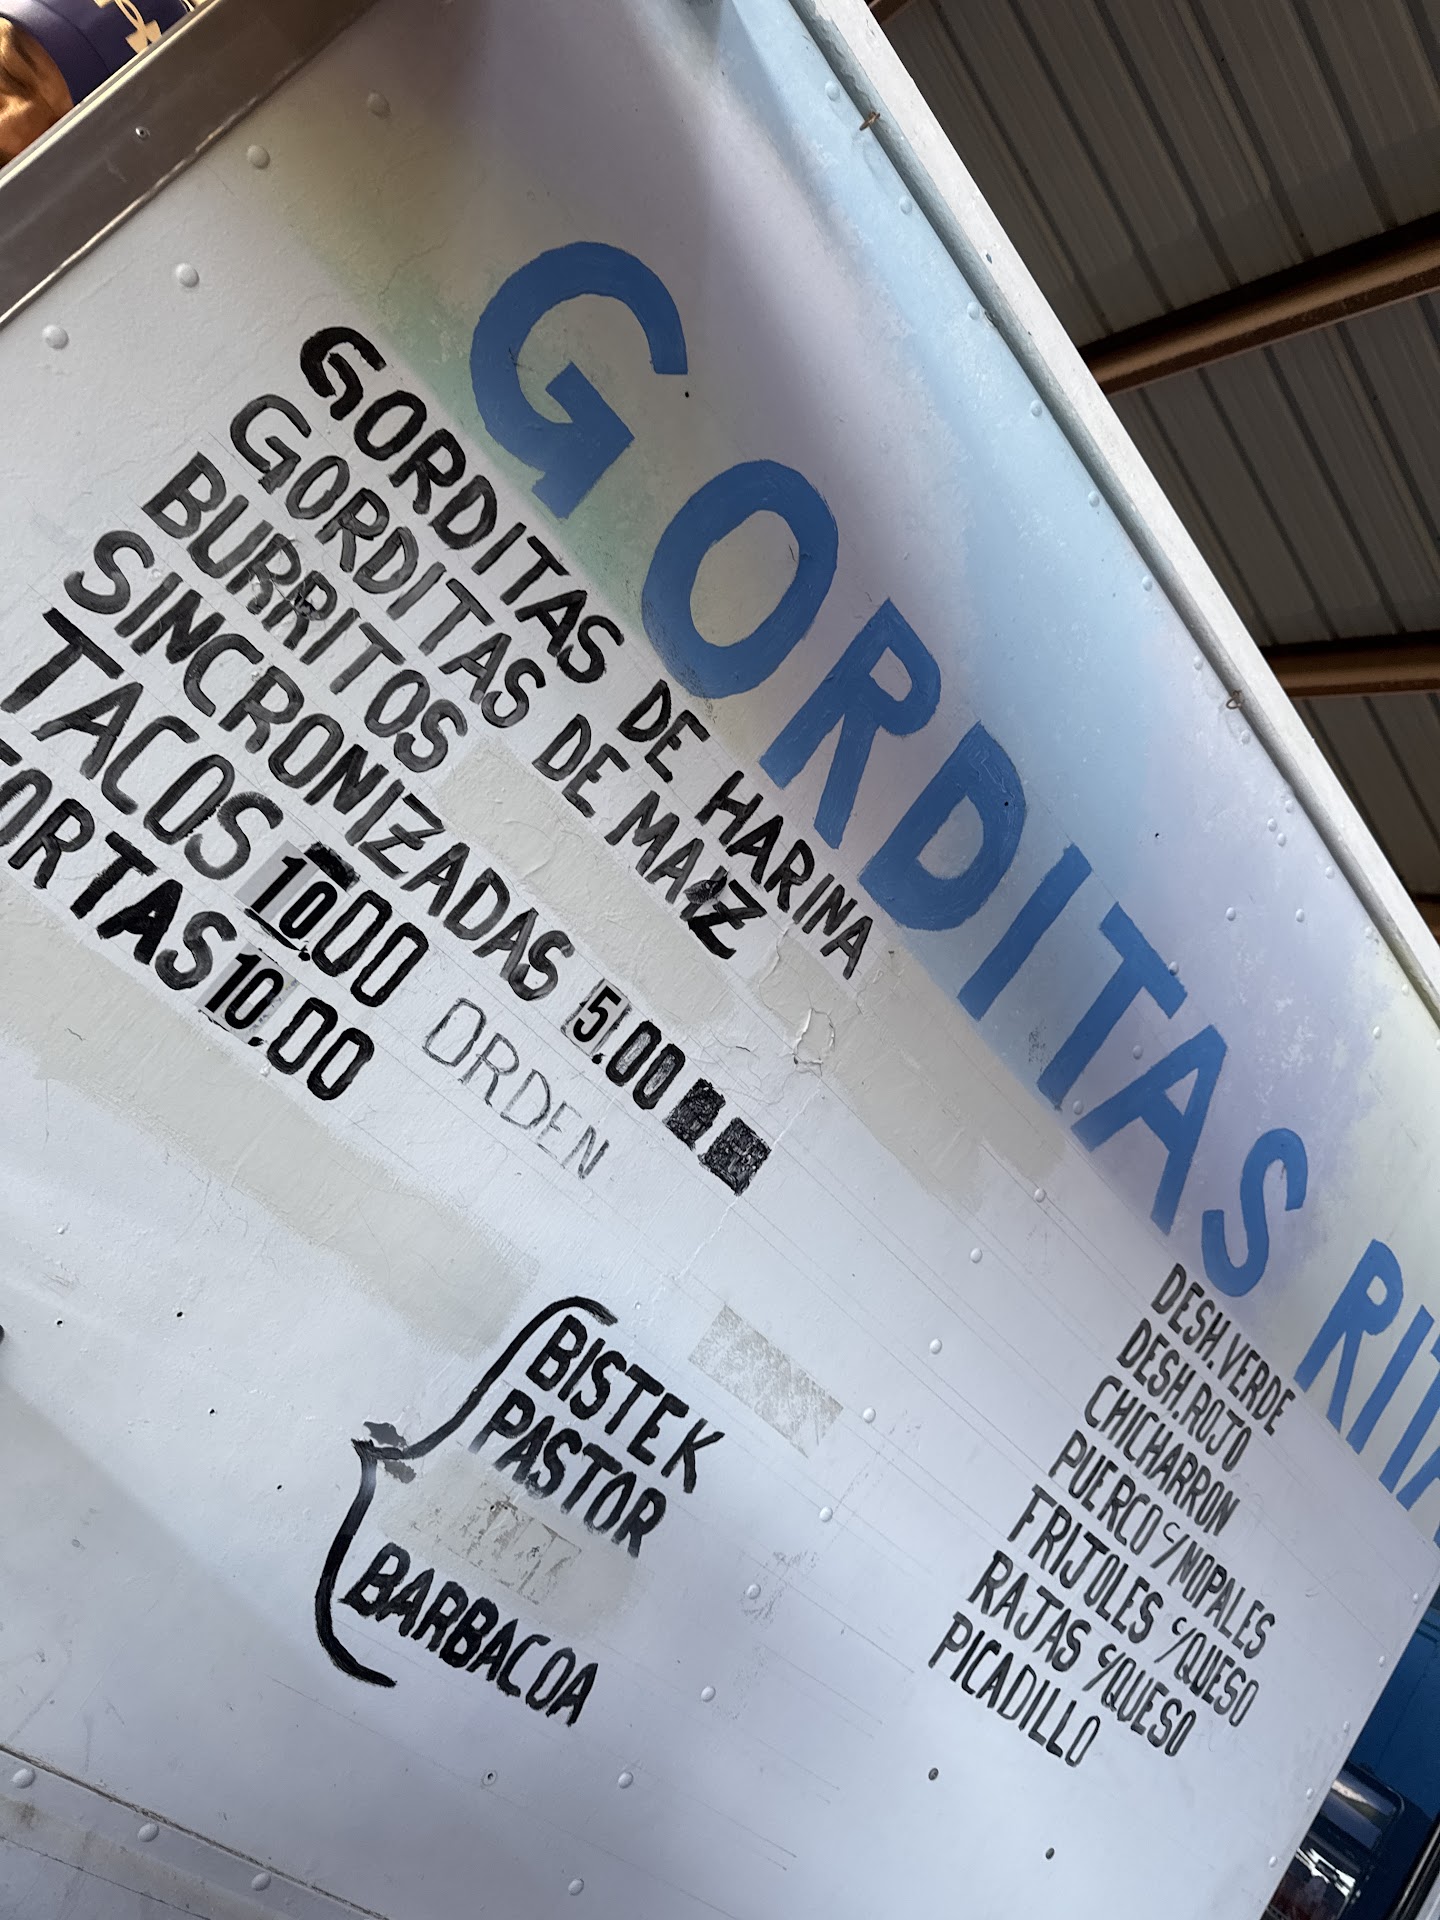 GORDITAS
GORDITAS DE HARINA
GORDITAS DE MAIZ
BURRITOS
SINCRONIZADAS 5.00
TACOS 10.00 ORDEN
TORTAS 10.00
BISTEK
PASTOR
BARBACOA
DESH.VERDE
DESH.ROJO
CHICHARRON
PUERCO C/NOPALES
FRIJOLES C/QUESO
RAJAS C/QUESO
PICADILLO